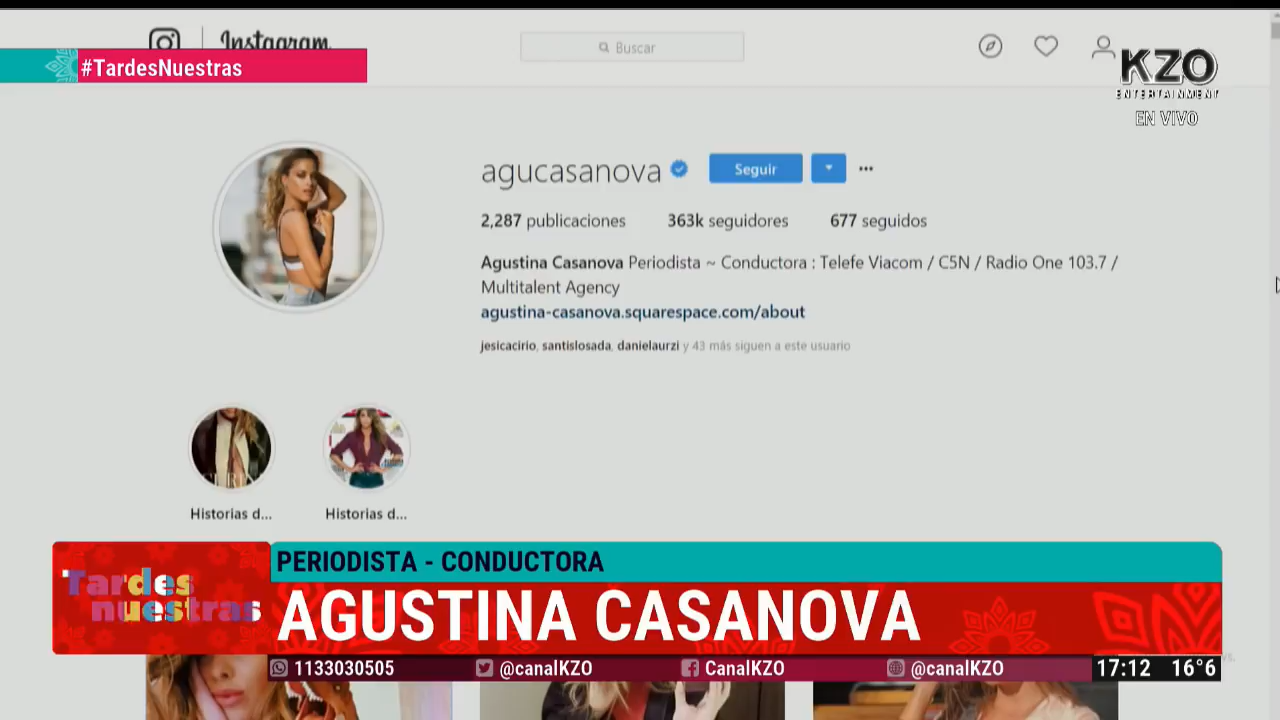 Instagram
Buscar
#TardesNuestras
KZO
ENTERTAINMENT
EN VIVO
agucasanova
Seguir
2,287 publicaciones 363k seguidores 677 seguidos
Agustina Casanova Periodista ~ Conductora : Telefe Viacom / C5N / Radio One 103.7 /
Multitalent Agency
agustina-casanova.squarespace.com/about
jesicacirio, santislosada, danielaurzi y 43 más siguen a este usuario
Historias d... Historias d...
PERIODISTA - CONDUCTORA
Tardes
nuestras
AGUSTINA CASANOVA
1133030505 @canalKZO CanalKZO @canalKZO 17:12 16°6